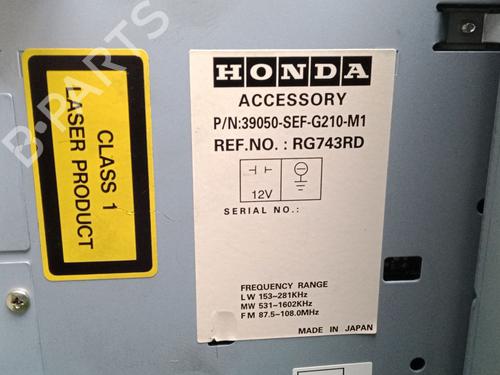 HONDA
ACCESSORY
P/N:39050-SEF-G210-M1
REF.NO.: RG743RD
12V
SERIAL NO.:
FREQUENCY RANGE
LW 153~281KHz
MW 531~1602KHz
FM 87.5~108.0MHz
MADE IN JAPAN
CLASS 1
LASER PRODUCT
B-PARTS